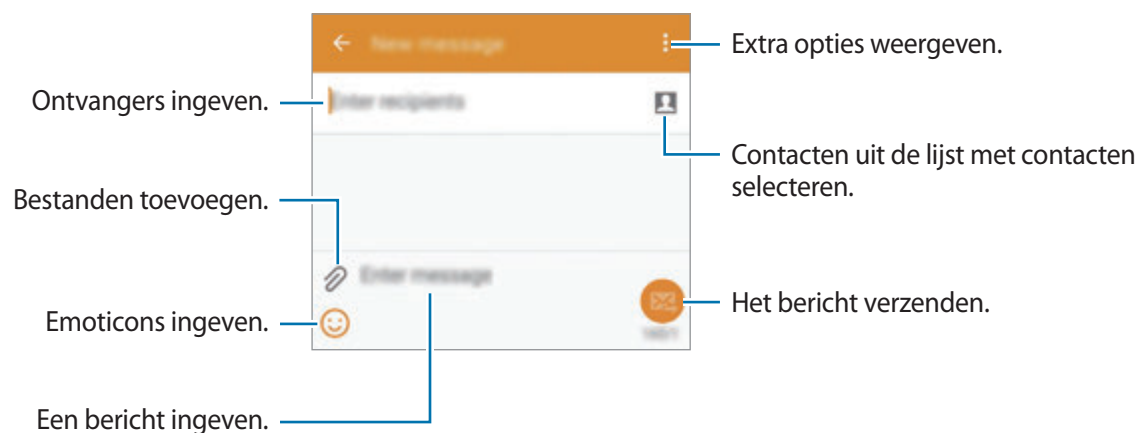 New message
Extra opties weergeven.
Ontvangers ingeven.
Enter recipients
Contacten uit de lijst met contacten
selecteren.
Bestanden toevoegen.
Enter message
Het bericht verzenden.
Emoticons ingeven.
Een bericht ingeven.